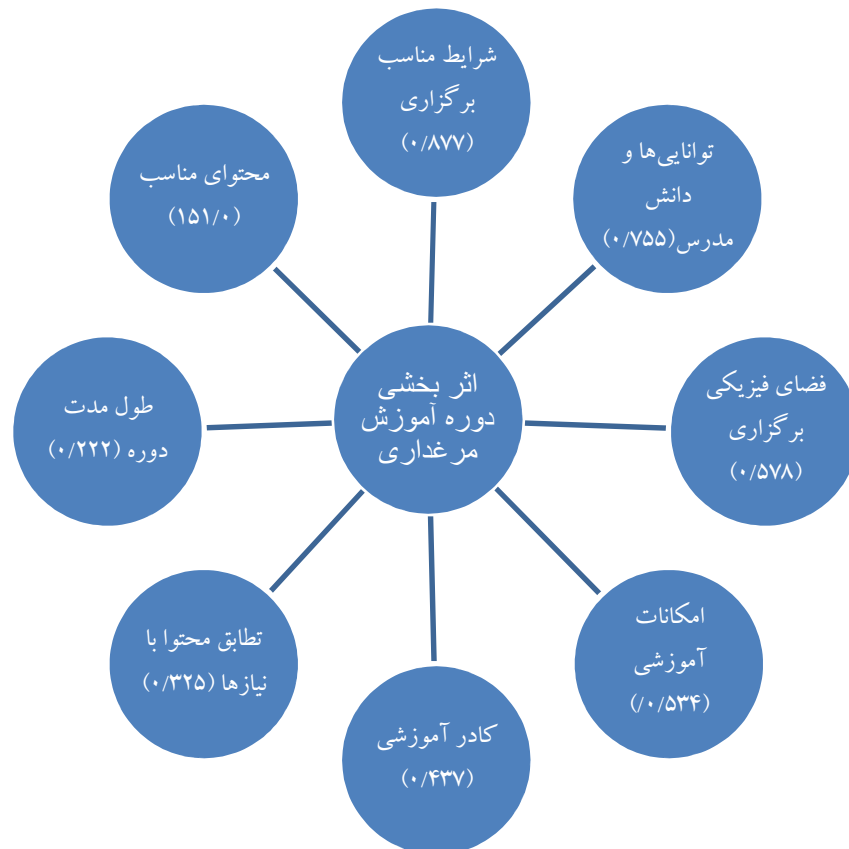 شرایط مناسب
برگزاری
(۰/۸۷۷)
توانایی‌ها و
دانش
مدرس(۰/۷۵۵)
فضای فیزیکی
برگزاری
(۰/۵۷۸)
امکانات
آموزشی
(۰/۵۳۴/)
کادر آموزشی
(۰/۴۳۷)
تطابق محتوا با
نیازها (۰/۳۲۵)
طول مدت
دوره (۰/۲۲۲)
محتوای مناسب
(۱۵۱/۰)
اثر بخشی
دوره آموزش
مرغداری